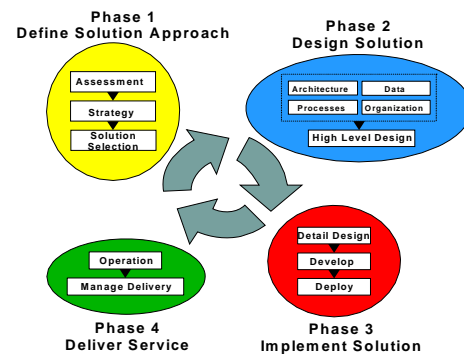 Phase 1
Define Solution Approach
Assessment
Strategy
Solution
Selection
Phase 2
Design Solution
Architecture
Data
Processes
Organization
High Level Design
Detail Design
Develop
Deploy
Phase 3
Implement Solution
Operation
Manage Delivery
Phase 4
Deliver Service